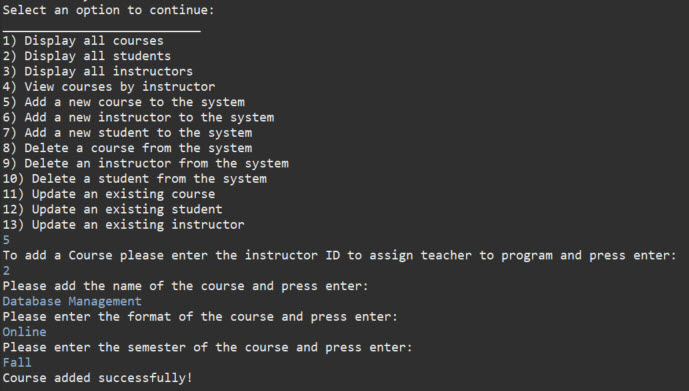 Select an option to continue:
____________________________
1) Display all courses
2) Display all students
3) Display all instructors
4) View courses by instructor
5) Add a new course to the system
6) Add a new instructor to the system
7) Add a new student to the system
8) Delete a course from the system
9) Delete an instructor from the system
10) Delete a student from the system
11) Update an existing course
12) Update an existing student
13) Update an existing instructor
5
To add a Course please enter the instructor ID to assign teacher to program and press enter:
2
Please add the name of the course and press enter:
Database Management
Please enter the format of the course and press enter:
Online
Please enter the semester of the course and press enter:
Fall
Course added successfully!